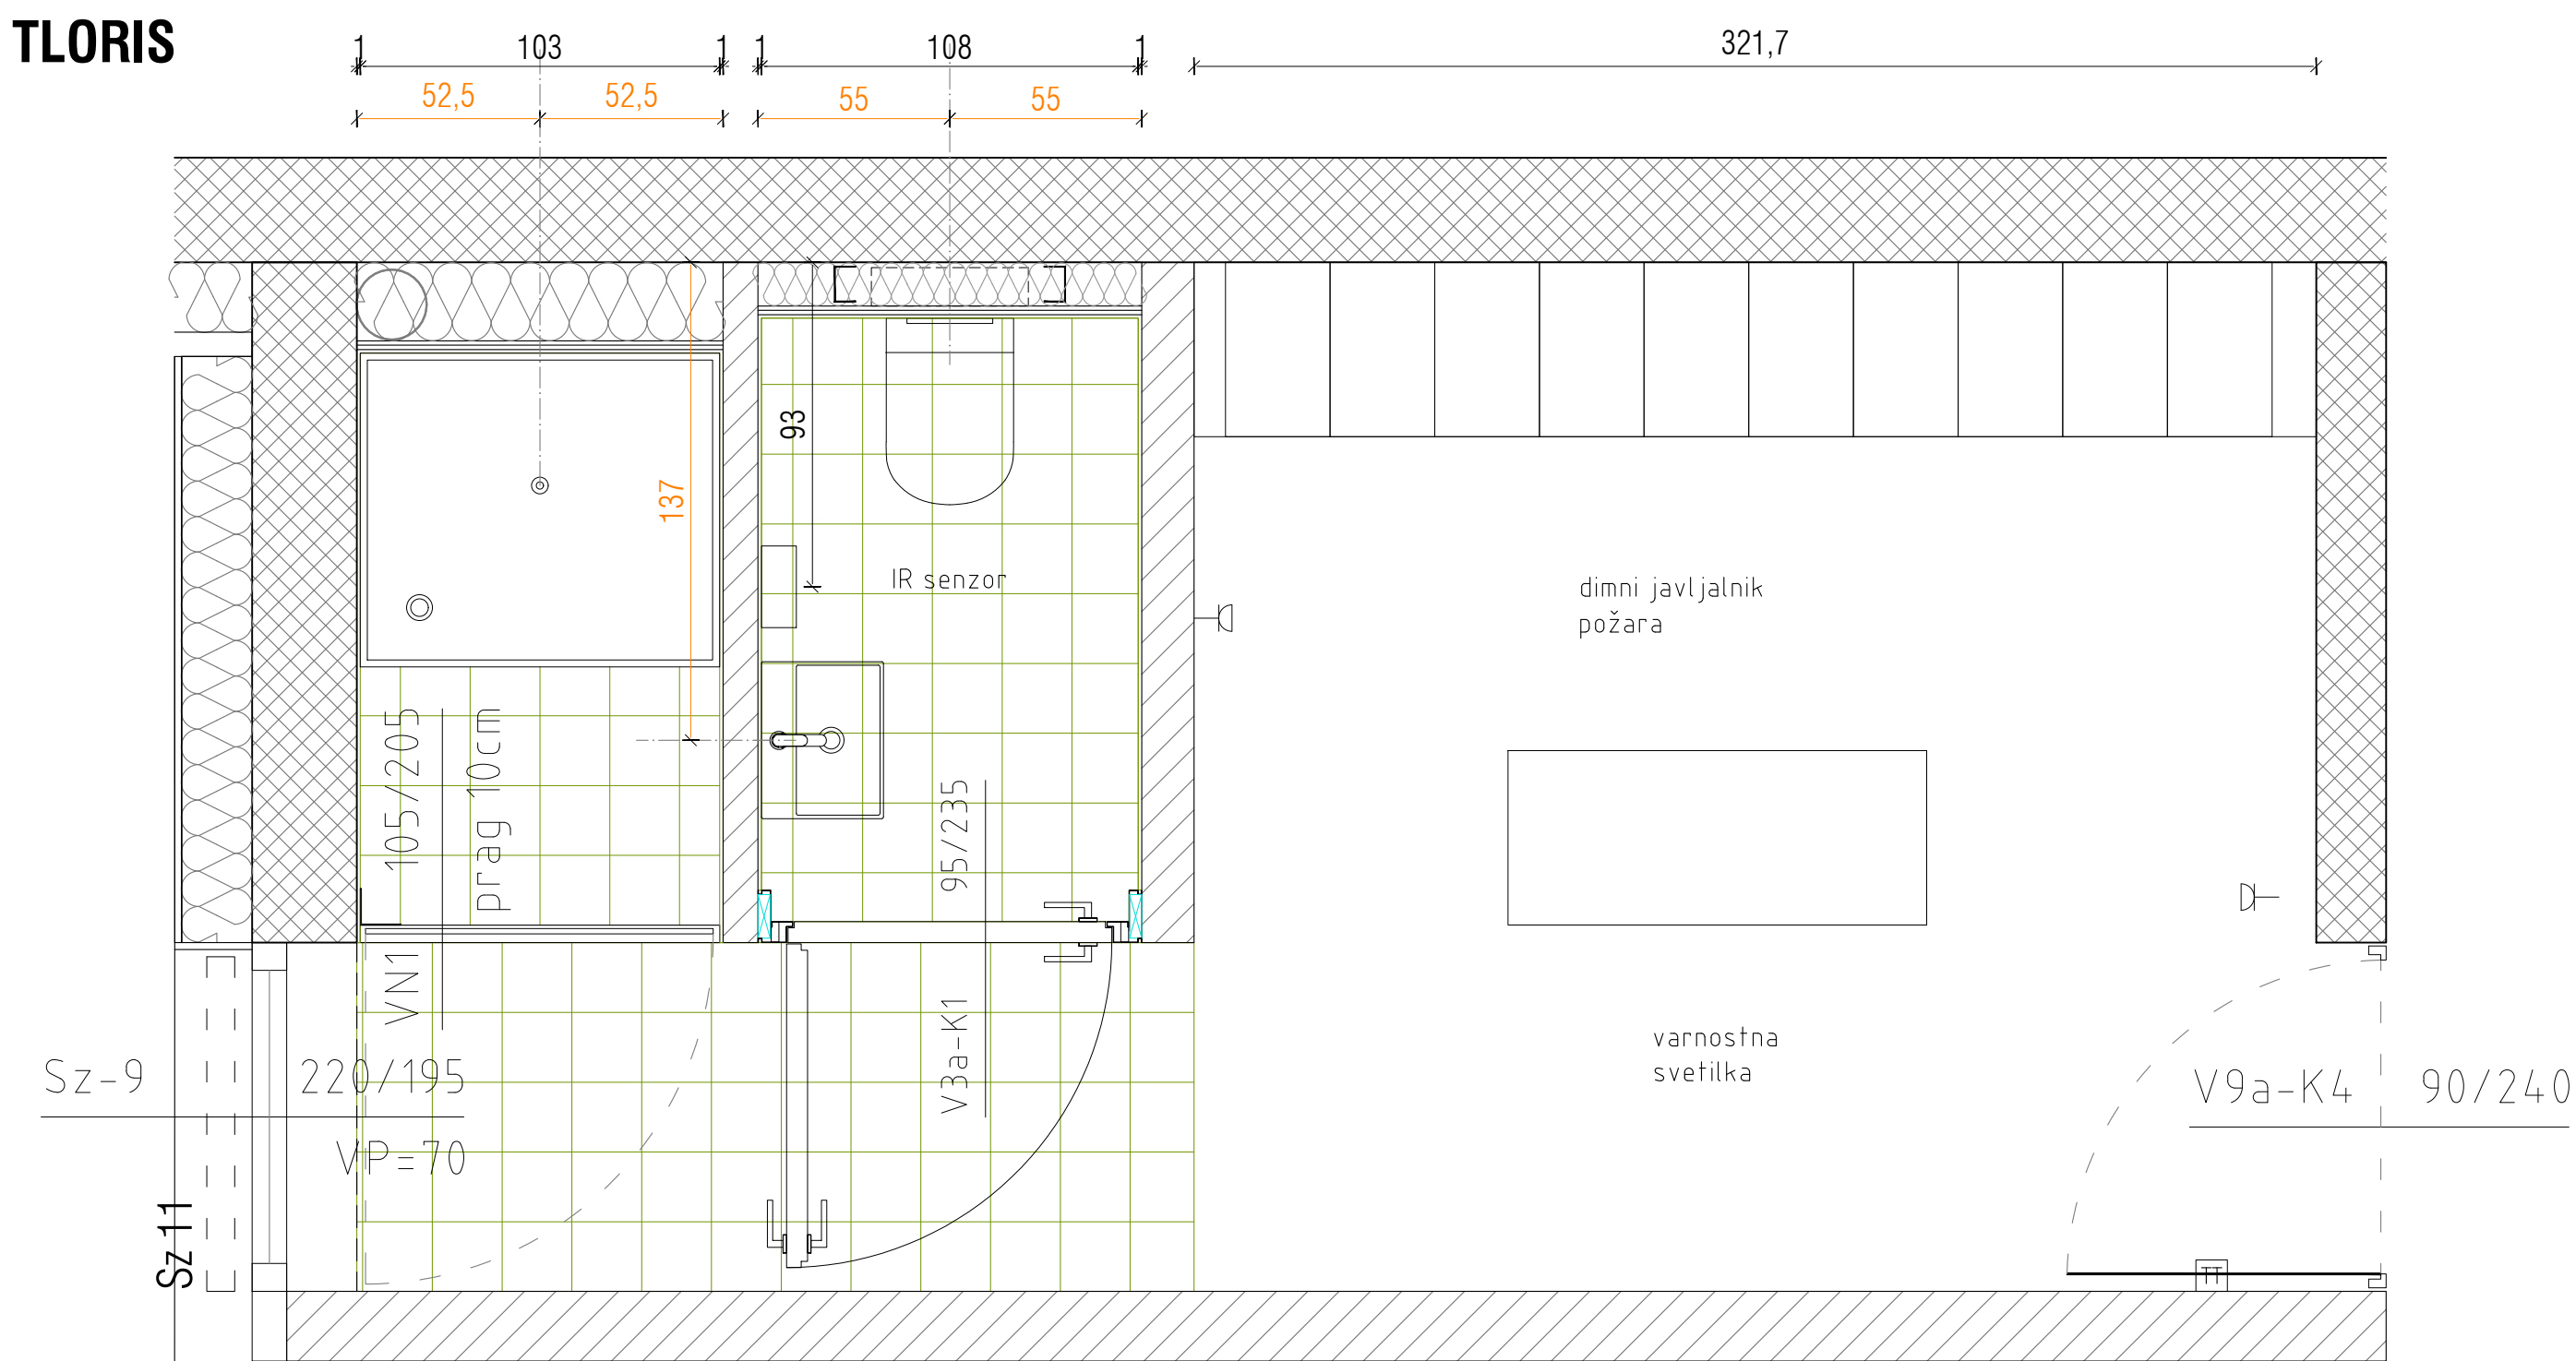 TLORIS
1
103
1
1
108
1
321,7
52,5
52,5
55
55
93
137
IR senzor
dimni javljalnik
požara
105/205
prag 10cm
VN1
95/235
V3a-K1
varnostna
svetilka
Sz-9
220/195
VP=70
Sz 11
V9a-K4
90/240
TT